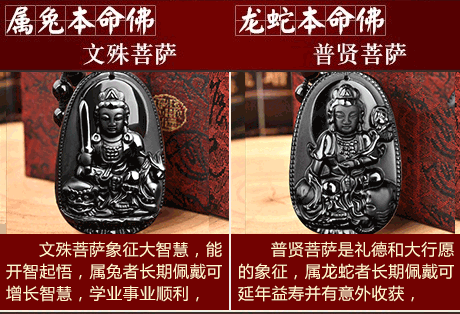 属兔本命佛
文殊菩萨
文殊菩萨象征大智慧，能
开智起悟，属兔者长期佩戴可
增长智慧，学业事业顺利，
龙蛇本命佛
普贤菩萨
普贤菩萨是礼德和大行愿
的象征，属龙蛇者长期佩戴可
延年益寿并有意外收获，